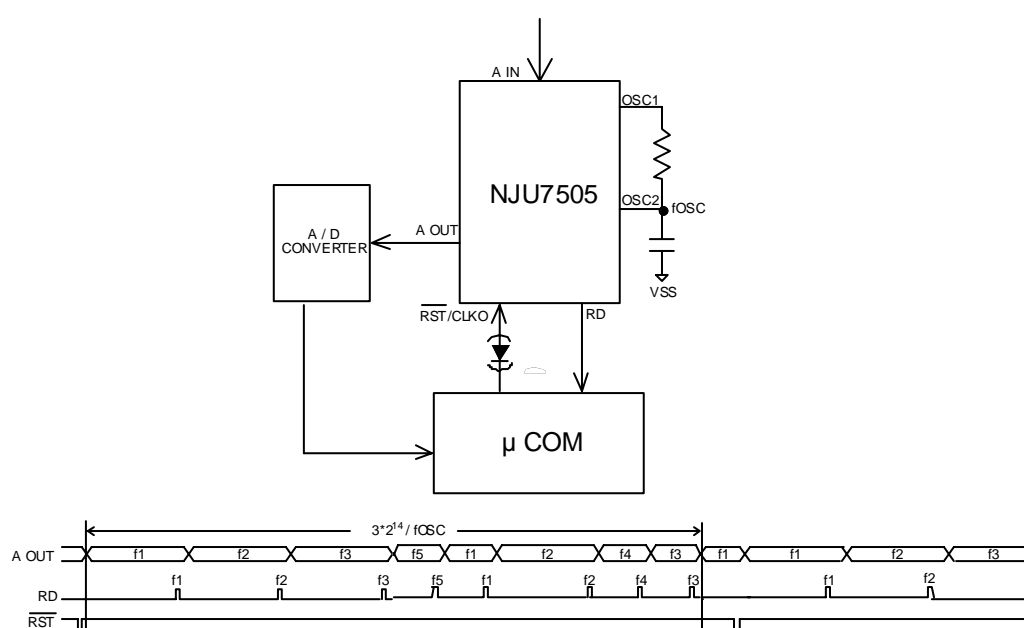 A IN
OSC1
NJU7505
OSC2
fOSC
A / D
CONVERTER
A OUT
VSS
RST/CLKO
RD
µ COM
3*2¹⁴ / fOSC
A OUT f1 f2 f3 f5 f1 f2 f4 f3 f1 f1 f2 f3
f1 f2 f3 f5 f1 f2 f4 f3 f1 f2
RD
RST